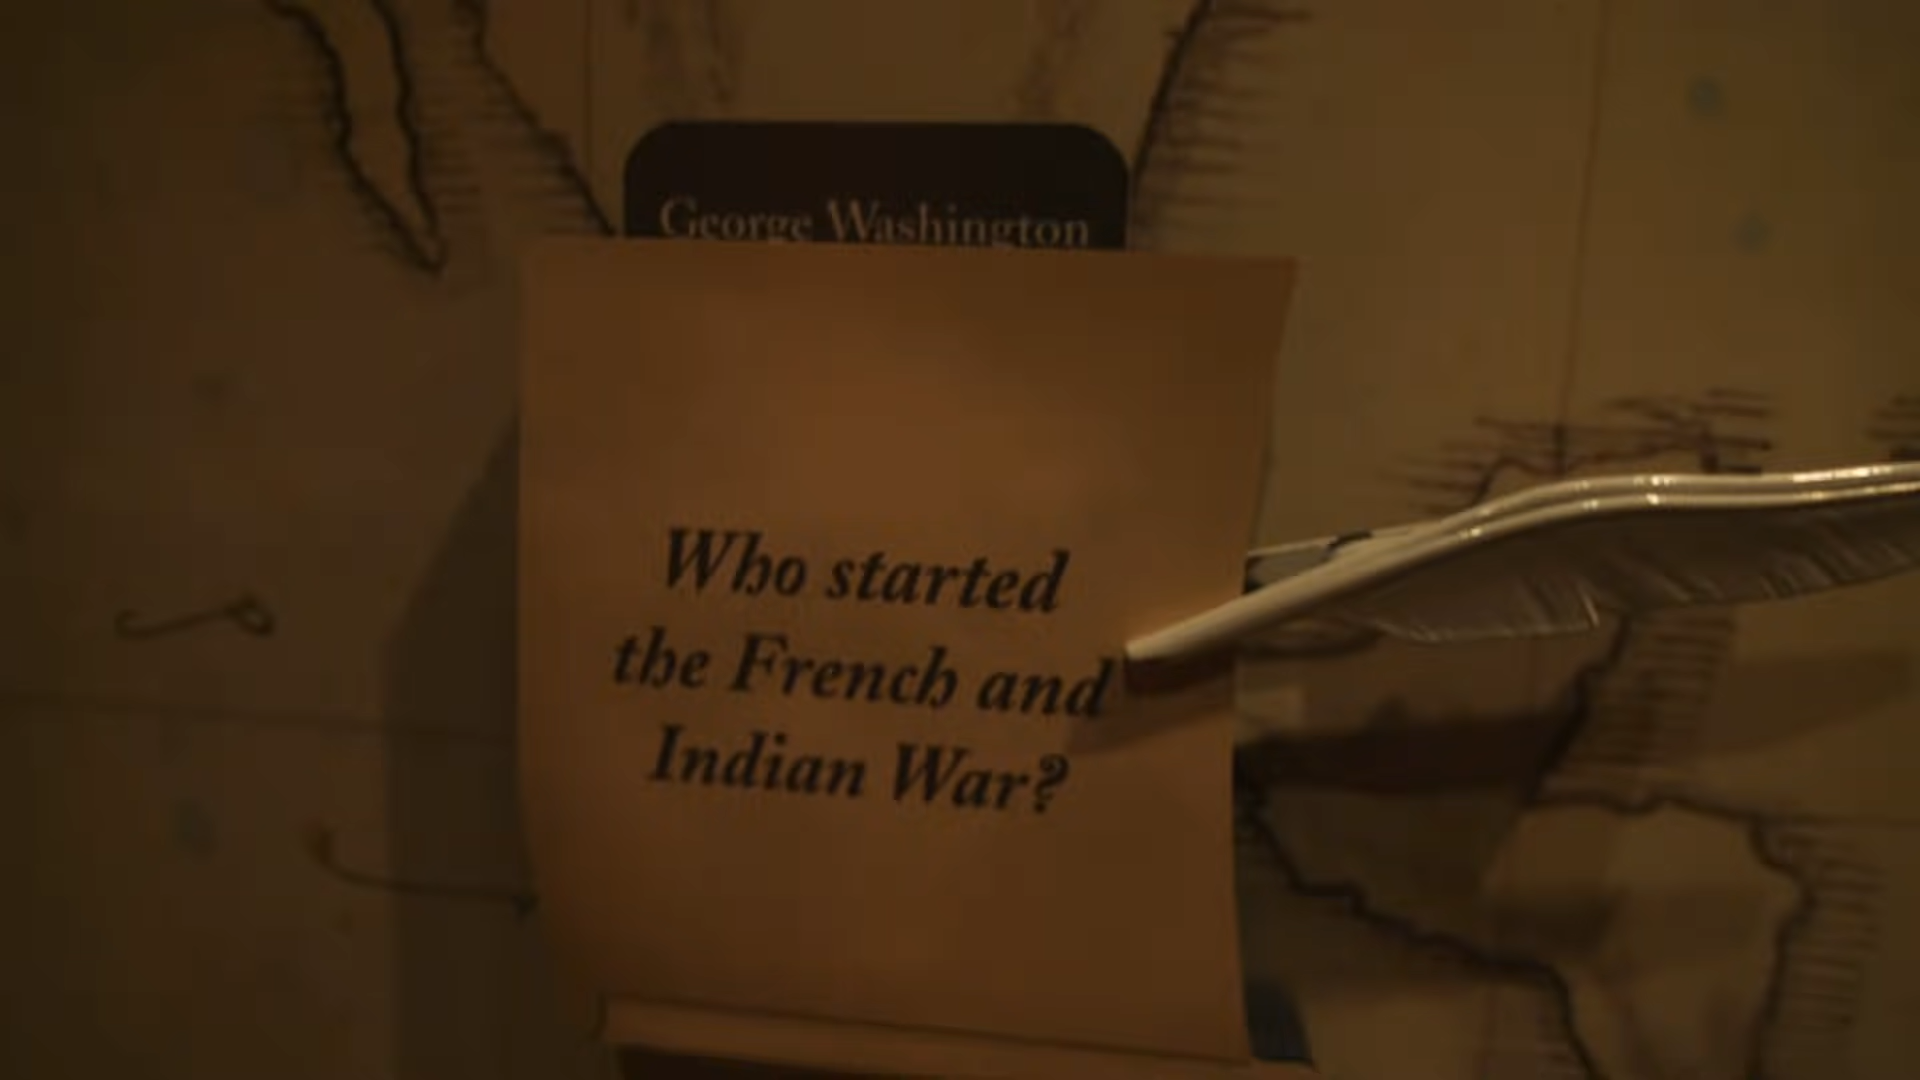 George Washington
Who started
the French and
Indian War?